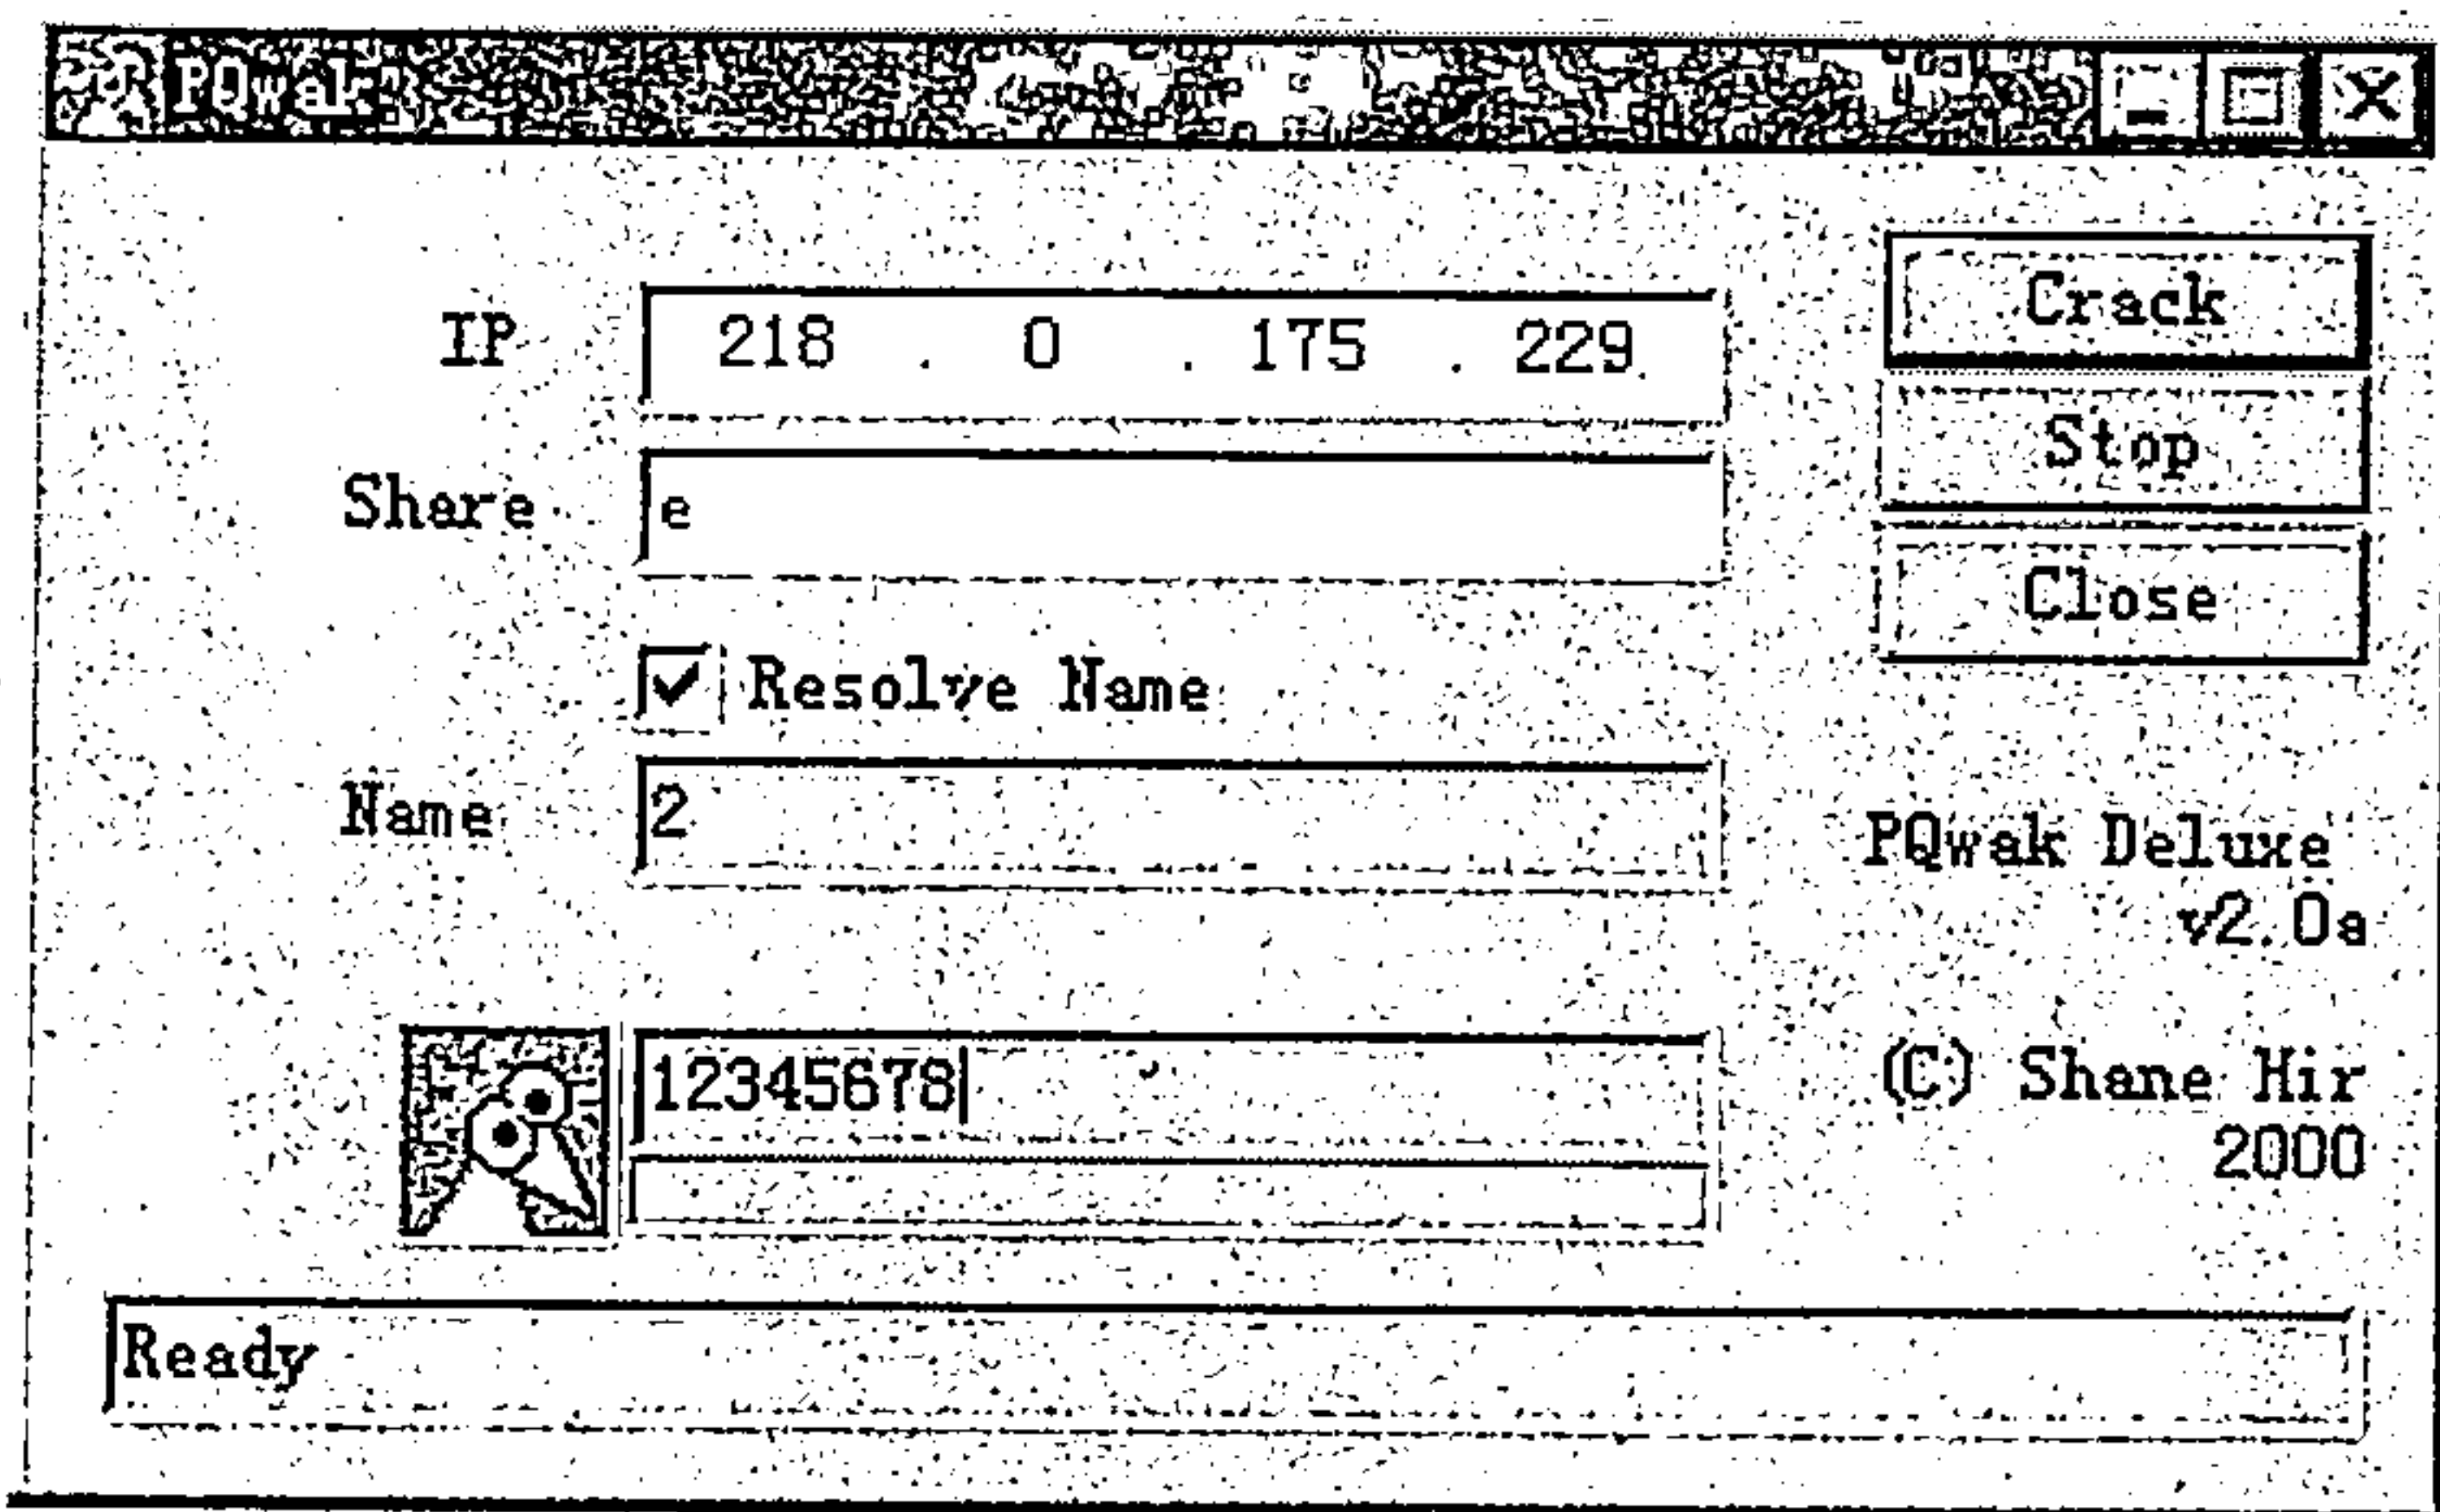 PQwak
IP 218 . 0 . 175 . 229
Crack
Stop
Share e
Close
Resolve Name
Name 2
PQwak Deluxe
v2.0a
12345678
(C) Shane Hir
2000
Ready